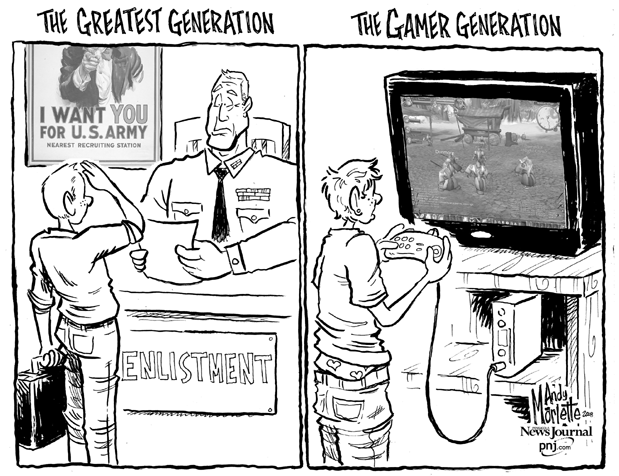 THE GREATEST GENERATION
THE GAMER GENERATION
I WANT YOU
FOR U.S. ARMY
NEAREST RECRUITING STATION
ENLISTMENT
Andy
Marlette
2018
News Journal
pnj.com